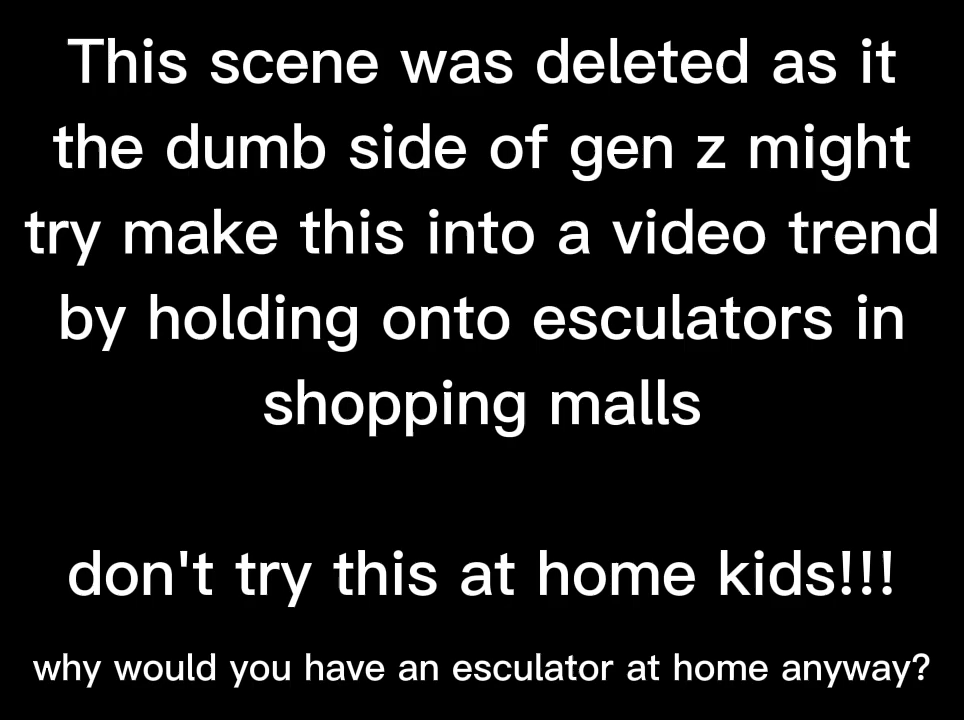 This scene was deleted as it
the dumb side of gen z might
try make this into a video trend
by holding onto esculators in
shopping malls
don't try this at home kids!!!
why would you have an esculator at home anyway?